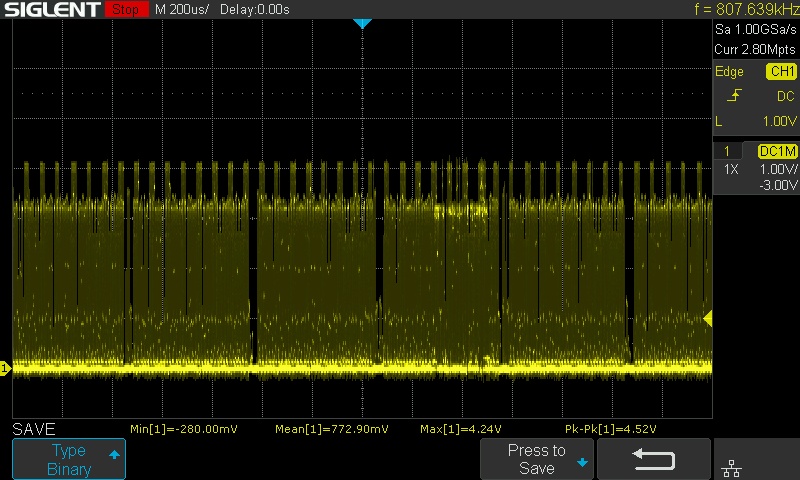 SIGLENT Stop M 200us/ Delay:0.00s f = 807.639kHz
Sa 1.00GSa/s
Curr 2.80Mpts
Edge CH1
DC
L 1.00V
1 DC1M
1X 1.00V/
-3.00V
1
SAVE Min[1]=-280.00mV Mean[1]=772.90mV Max[1]=4.24V Pk-Pk[1]=4.52V
Type
Binary
Press to
Save